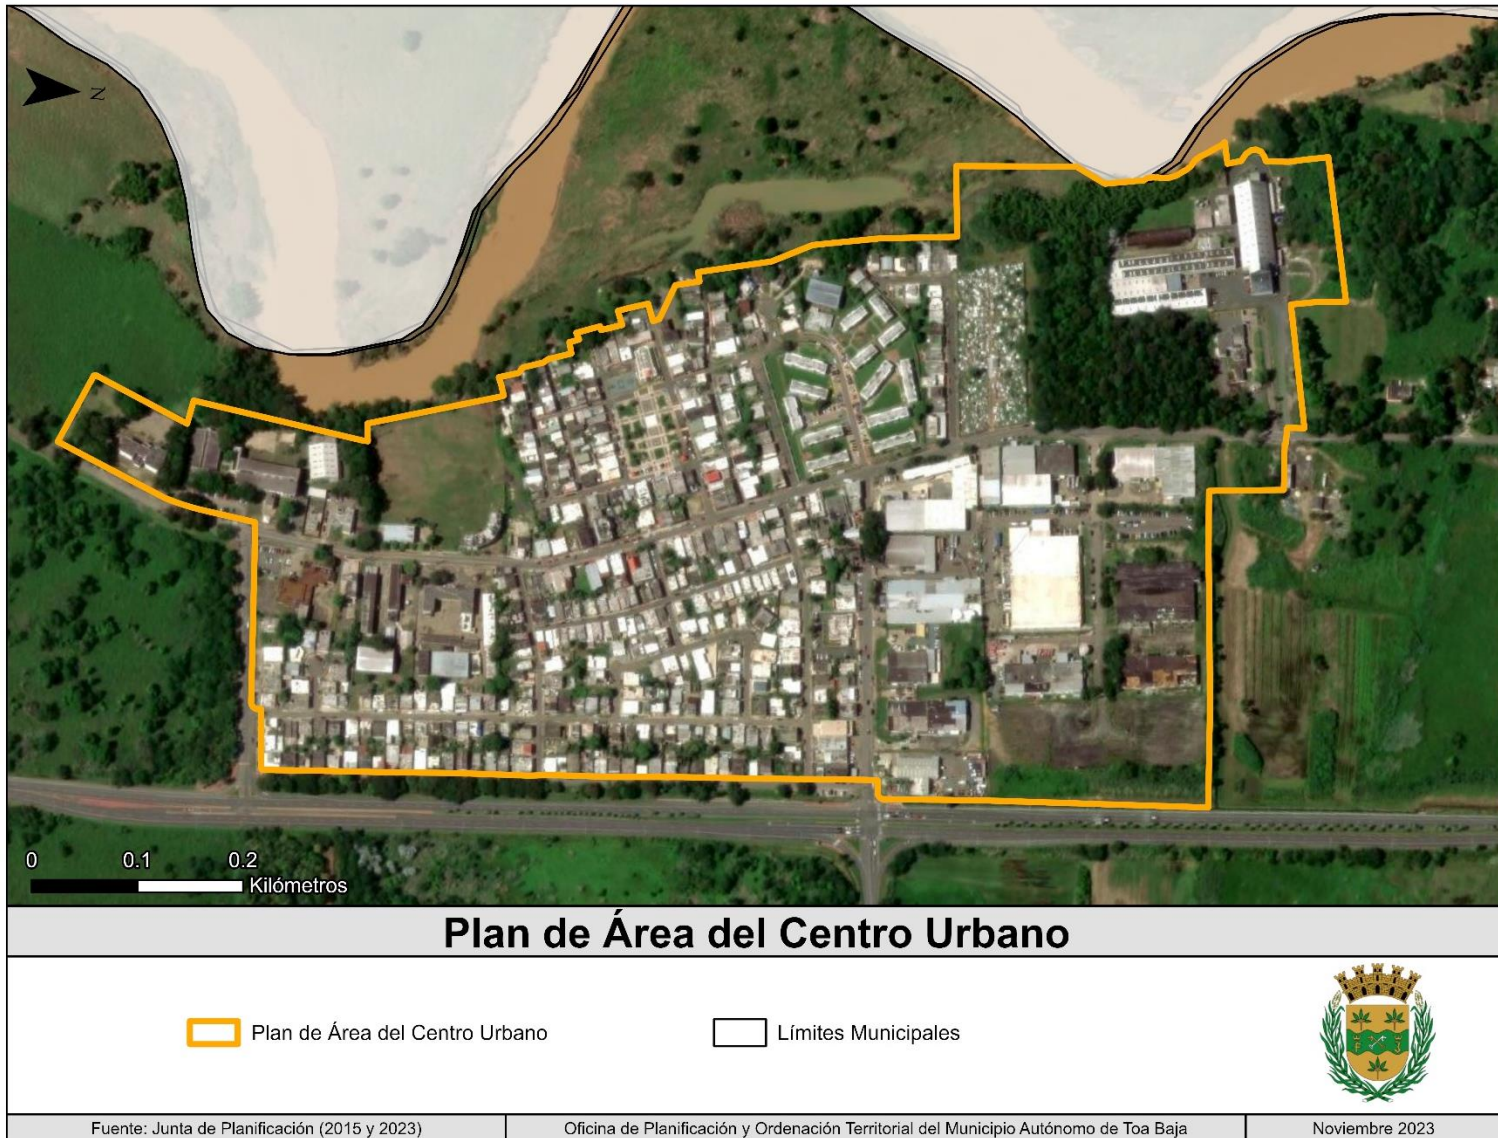 N
0 0.1 0.2
Kilómetros
Plan de Área del Centro Urbano
Plan de Área del Centro Urbano
Límites Municipales
Fuente: Junta de Planificación (2015 y 2023)
Oficina de Planificación y Ordenación Territorial del Municipio Autónomo de Toa Baja
Noviembre 2023